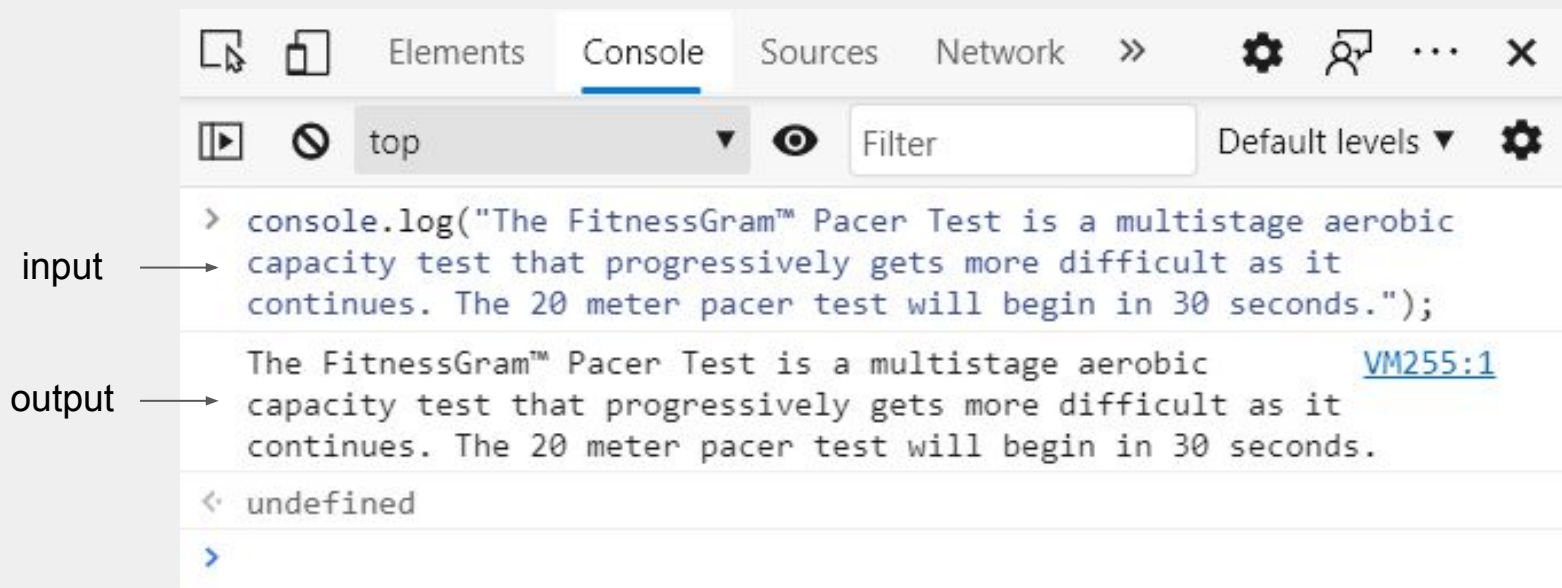 Elements Console Sources Network »
top ▼ Filter Default levels ▼
> console.log("The FitnessGram™ Pacer Test is a multistage aerobic
input capacity test that progressively gets more difficult as it
continues. The 20 meter pacer test will begin in 30 seconds.");
The FitnessGram™ Pacer Test is a multistage aerobic VM255:1
output capacity test that progressively gets more difficult as it
continues. The 20 meter pacer test will begin in 30 seconds.
undefined
>